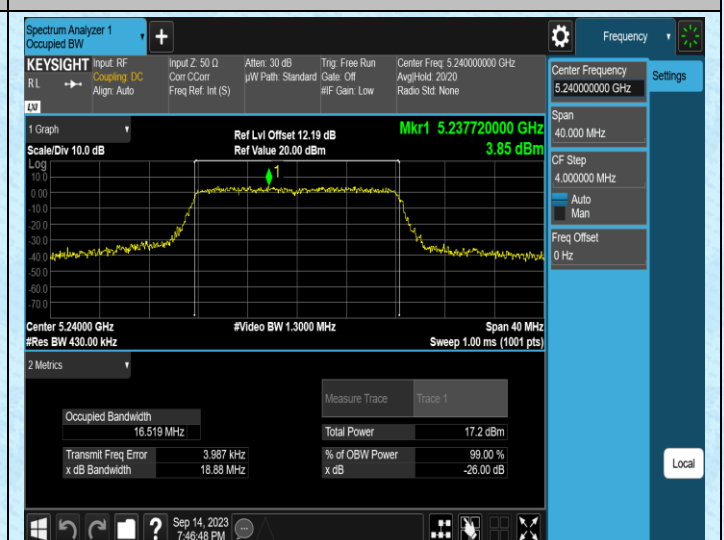 Spectrum Analyzer 1
Occupied BW
Frequency
KEYSIGHT
RL
LXI
Input: RF
Coupling: DC
Align: Auto
Input Z: 50 Ω
Corr CCorr
Freq Ref: Int (S)
Atten: 30 dB
µW Path: Standard
Trig: Free Run
Gate: Off
#IF Gain: Low
Center Freq: 5.240000000 GHz
Avg|Hold: 20/20
Radio Std: None
Center Frequency
5.240000000 GHz
Settings
Span
40.000 MHz
CF Step
4.000000 MHz
Auto
Man
Freq Offset
0 Hz
Local
1 Graph
Scale/Div 10.0 dB
Ref Lvl Offset 12.19 dB
Ref Value 20.00 dBm
Mkr1 5.237720000 GHz
3.85 dBm
Log
10.0
0.00
-10.0
-20.0
-30.0
-40.0
-50.0
-60.0
-70.0
1
Center 5.24000 GHz
#Res BW 430.00 kHz
#Video BW 1.3000 MHz
Span 40 MHz
Sweep 1.00 ms (1001 pts)
2 Metrics
Measure Trace Trace 1
Occupied Bandwidth
16.519 MHz
Total Power 17.2 dBm
Transmit Freq Error 3.987 kHz
% of OBW Power 99.00 %
x dB Bandwidth 18.88 MHz
x dB -26.00 dB
?
Sep 14, 2023
7:46:48 PM